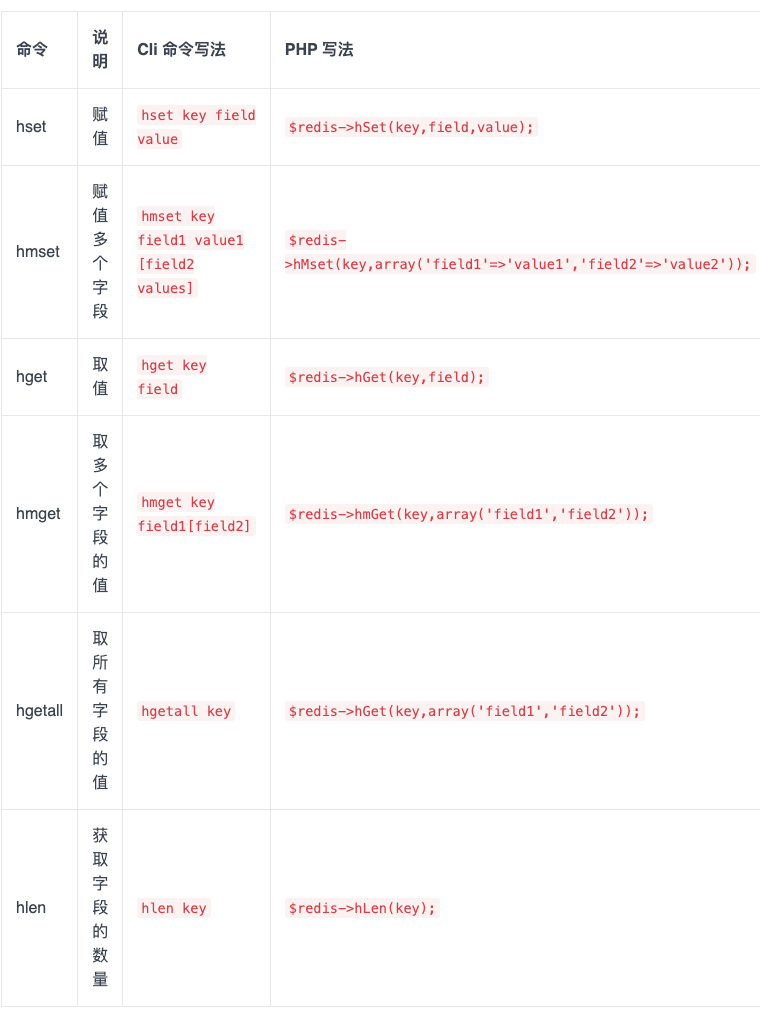 命令 说明 Cli 命令写法 PHP 写法
hset 赋值 hset key field value $redis->hSet(key,field,value);
hmset 赋值多个字段 hmset key field1 value1 [field2 values] $redis->hMset(key,array('field1'=>'value1','field2'=>'value2'));
hget 取值 hget key field $redis->hGet(key,field);
hmget 取多个字段的值 hmget key field1[field2] $redis->hmGet(key,array('field1','field2'));
hgetall 取所有字段的值 hgetall key $redis->hGet(key,array('field1','field2'));
hlen 获取字段的数量 hlen key $redis->hLen(key);